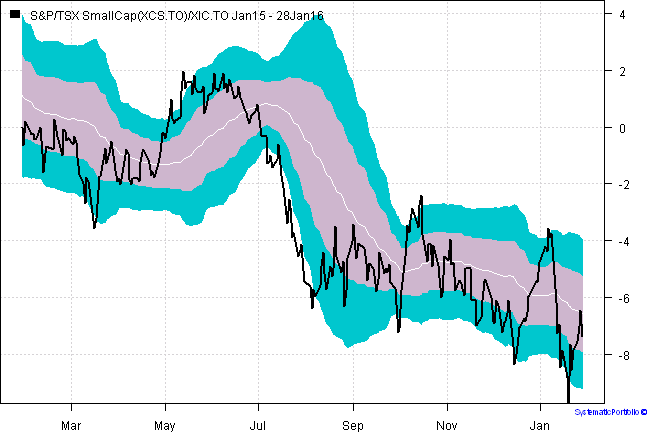 S&P/TSX SmallCap(XCS.TO)/XIC.TO Jan15 - 28Jan16
4
2
0
-2
-4
-6
-8
Mar May Jul Sep Nov Jan
SystematicPortfolio ©